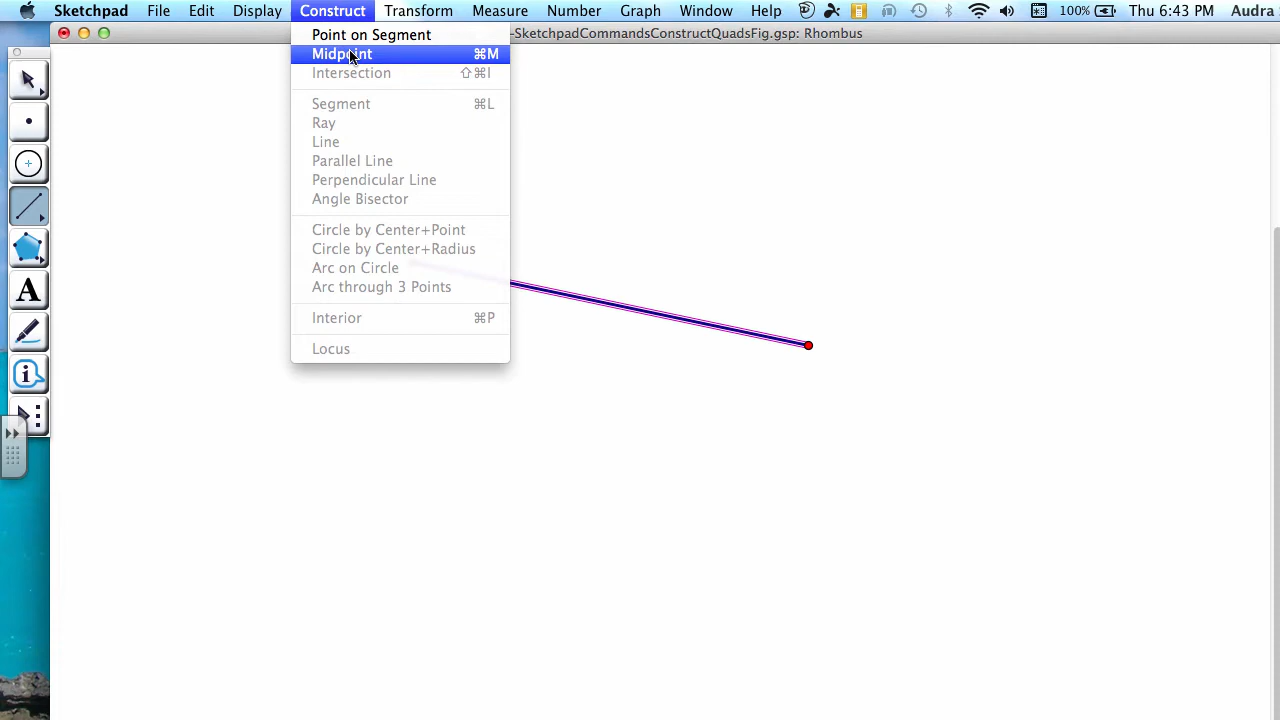 Sketchpad File Edit Display Construct Transform Measure Number Graph Window Help 100% Thu 6:43 PM Audra
-SketchpadCommandsConstructQuadsFig.gsp: Rhombus
Point on Segment
Midpoint ⌘M
Intersection ⇧⌘I
Segment ⌘L
Ray
Line
Parallel Line
Perpendicular Line
Angle Bisector
Circle by Center+Point
Circle by Center+Radius
Arc on Circle
Arc through 3 Points
Interior ⌘P
Locus
A
i